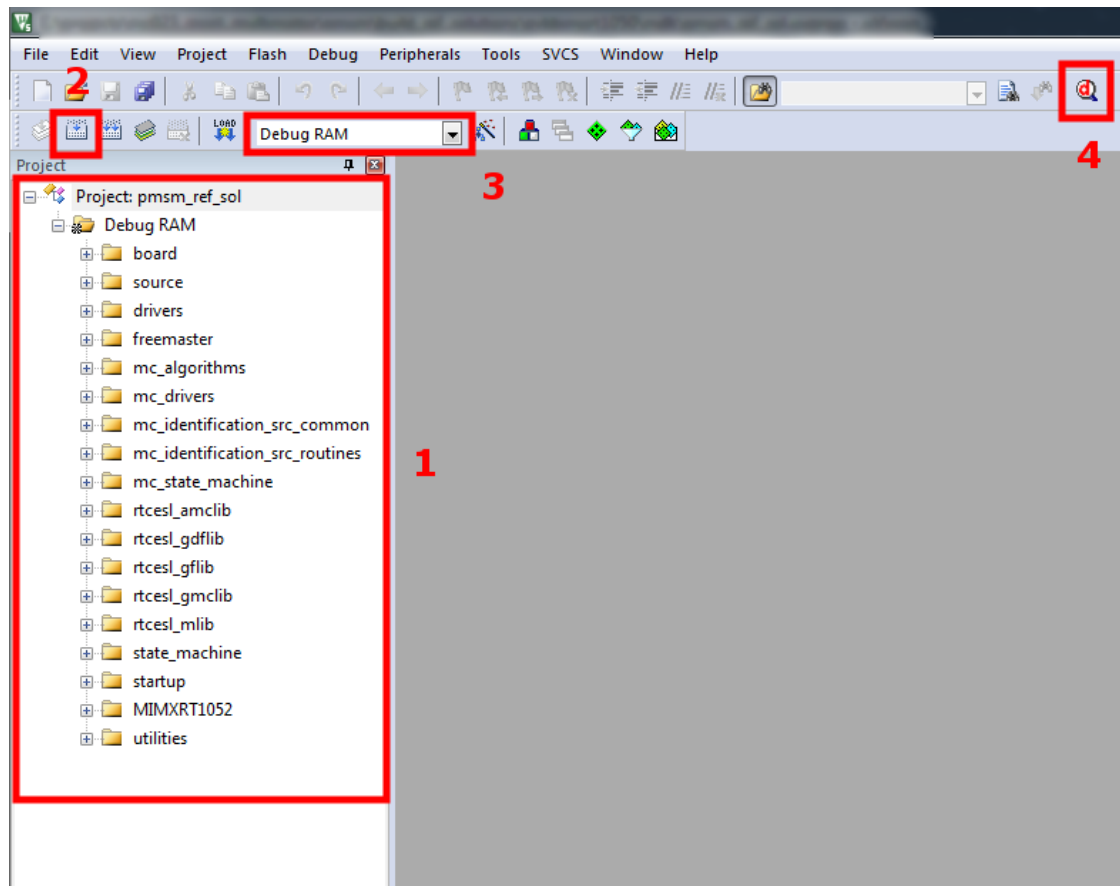 File Edit View Project Flash Debug Peripherals Tools SVCS Window Help
2
LOAD
Debug RAM
4
Project
3
Project: pmsm_ref_sol
Debug RAM
board
source
drivers
freemaster
mc_algorithms
mc_drivers
mc_identification_src_common
mc_identification_src_routines
1
mc_state_machine
rtcesl_amclib
rtcesl_gdflib
rtcesl_gflib
rtcesl_gmclib
rtcesl_mlib
state_machine
startup
MIMXRT1052
utilities